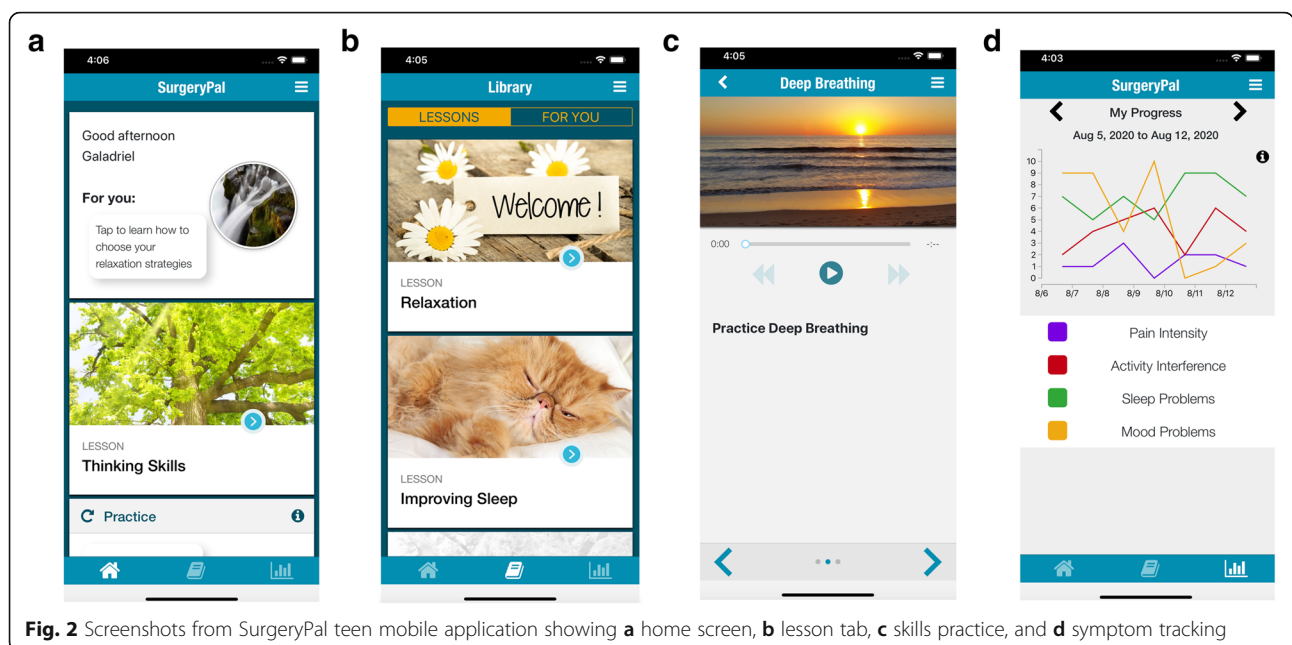 a
4:06
SurgeryPal
Good afternoon
Galadriel
For you:
Tap to learn how to
choose your
relaxation strategies
LESSON
Thinking Skills
Practice
b
4:05
Library
LESSONS
FOR YOU
Welcome!
LESSON
Relaxation
LESSON
Improving Sleep
c
4:05
Deep Breathing
0:00
-:--
Practice Deep Breathing
d
4:03
SurgeryPal
My Progress
Aug 5, 2020 to Aug 12, 2020
10
9
8
7
6
5
4
3
2
1
0
8/6 8/7 8/8 8/9 8/10 8/11 8/12
Pain Intensity
Activity Interference
Sleep Problems
Mood Problems
Fig. 2 Screenshots from SurgeryPal teen mobile application showing a home screen, b lesson tab, c skills practice, and d symptom tracking